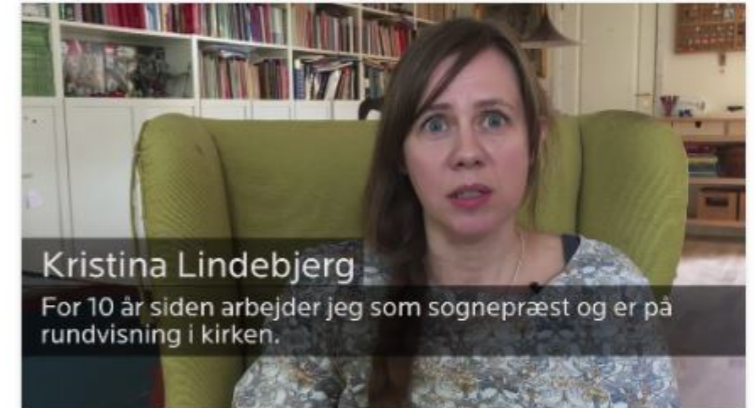 Kristina Lindebjerg
For 10 år siden arbejder jeg som sognepræst og er på
rundvisning i kirken.